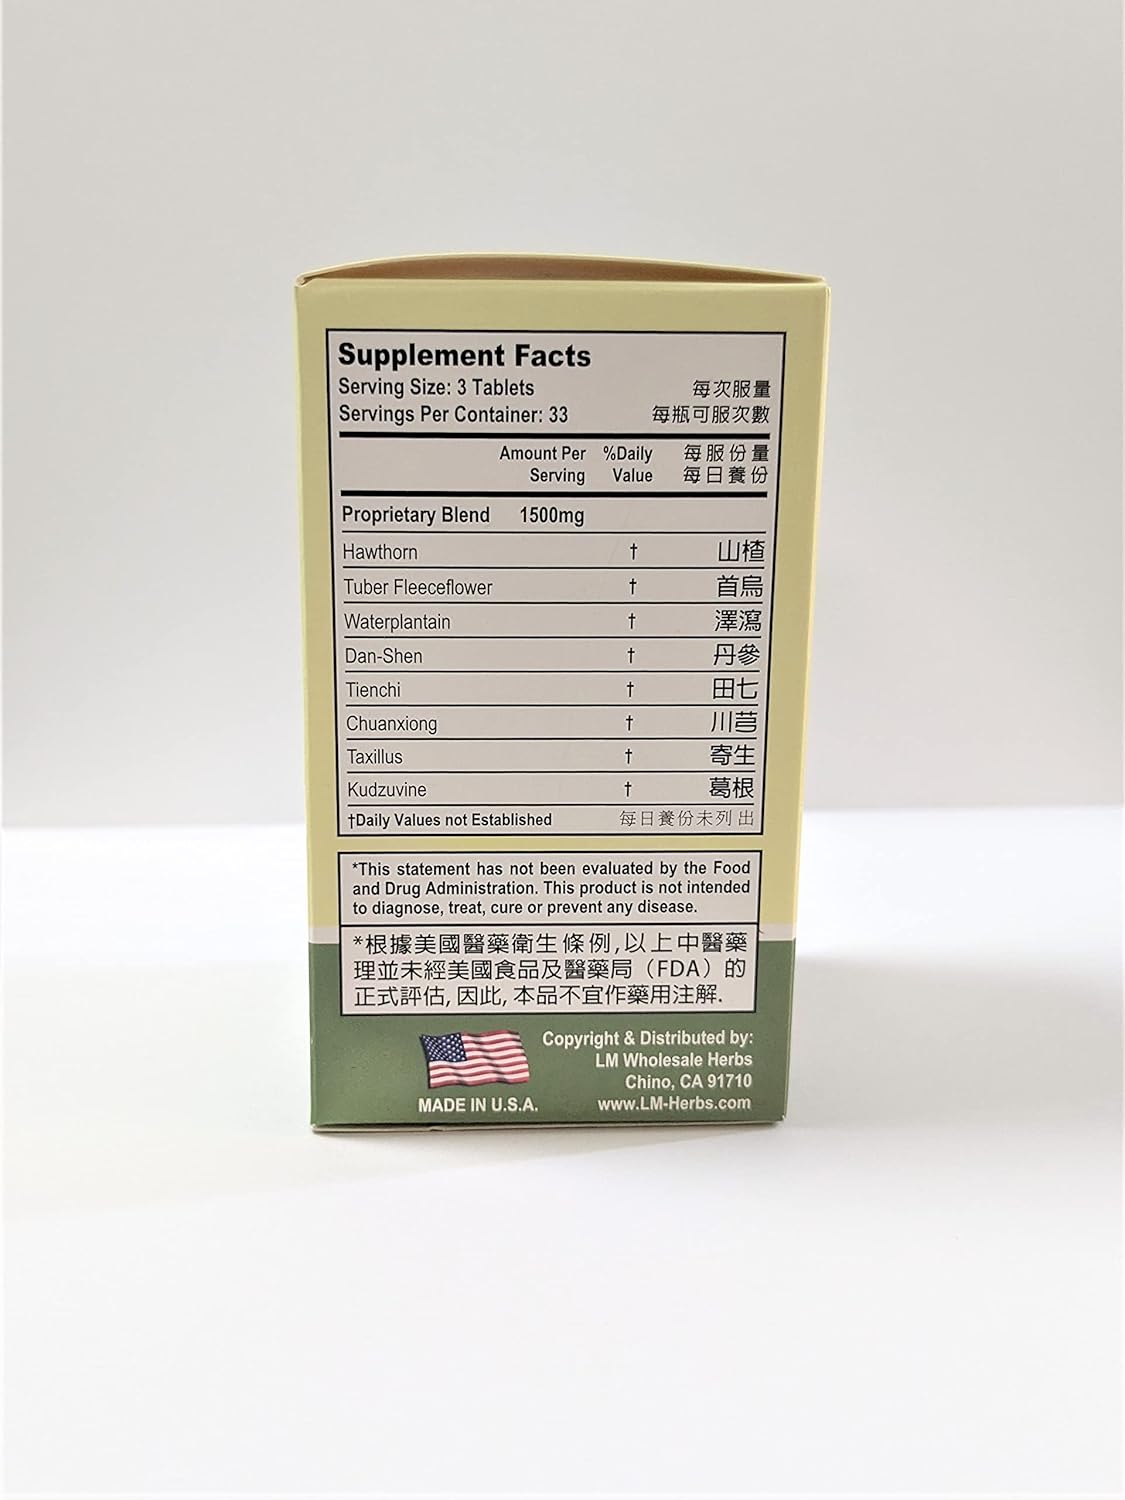 Supplement Facts
Serving Size: 3 Tablets 每次服量
Servings Per Container: 33 每瓶可服次數
Amount Per %Daily 每服份量
Serving Value 每日養份
Proprietary Blend 1500mg
Hawthorn † 山楂
Tuber Fleeceflower † 首烏
Waterplantain † 澤瀉
Dan-Shen † 丹參
Tienchi † 田七
Chuanxiong † 川芎
Taxillus † 寄生
Kudzuvine † 葛根
†Daily Values not Established 每日養份未列出
*This statement has not been evaluated by the Food
and Drug Administration. This product is not intended
to diagnose, treat, cure or prevent any disease.
*根據美國醫藥衛生條例,以上中醫藥
理並未經美國食品及醫藥局（FDA）的
正式評估, 因此, 本品不宜作藥用注解.
Copyright & Distributed by:
LM Wholesale Herbs
Chino, CA 91710
MADE IN U.S.A. www.LM-Herbs.com